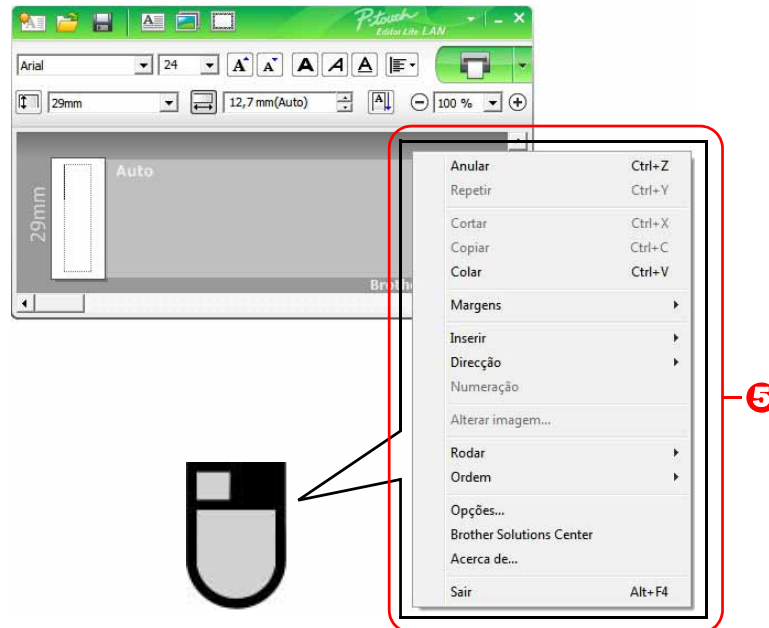 P-touch
Editor Lite LAN
Arial 24
29mm 12,7 mm(Auto) 100 %
Auto
29mm
Anular Ctrl+Z
Repetir Ctrl+Y
Cortar Ctrl+X
Copiar Ctrl+C
Colar Ctrl+V
Margens
Inserir
Direcção
Numeração
Alterar imagem...
Rodar
Ordem
Opções...
Brother Solutions Center
Acerca de...
Sair Alt+F4
5